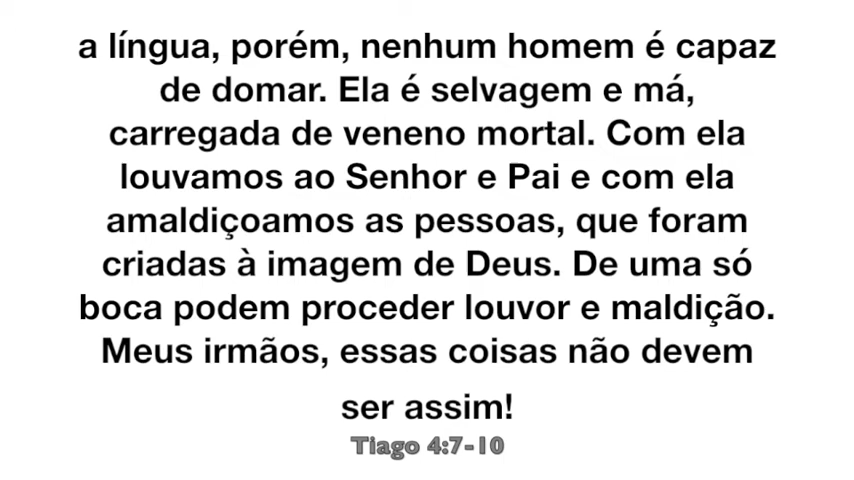 a língua, porém, nenhum homem é capaz
de domar. Ela é selvagem e má,
carregada de veneno mortal. Com ela
louvamos ao Senhor e Pai e com ela
amaldiçoamos as pessoas, que foram
criadas à imagem de Deus. De uma só
boca podem proceder louvor e maldição.
Meus irmãos, essas coisas não devem
ser assim!
Tiago 4:7-10